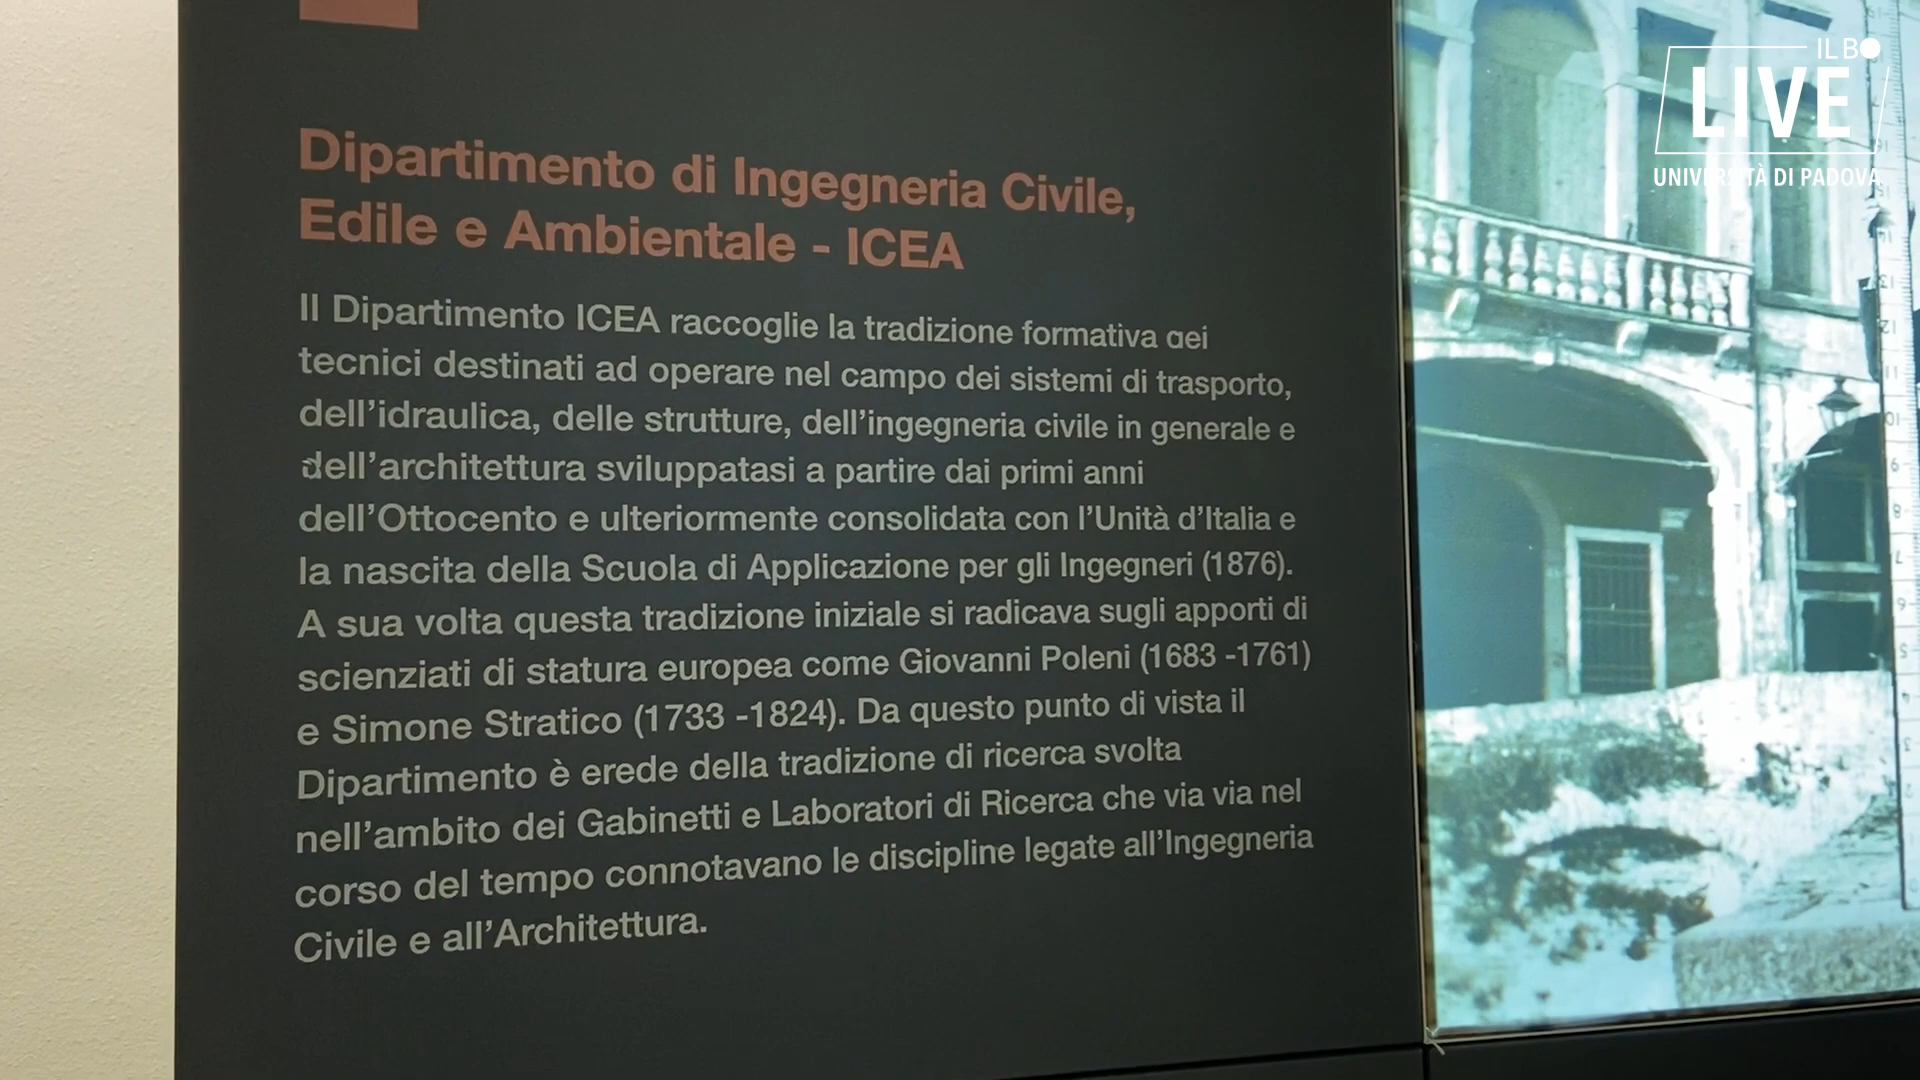 IL BO
LIVE
UNIVERSITÀ DI PADOVA
Dipartimento di Ingegneria Civile,
Edile e Ambientale - ICEA
Il Dipartimento ICEA raccoglie la tradizione formativa dei
tecnici destinati ad operare nel campo dei sistemi di trasporto,
dell'idraulica, delle strutture, dell'ingegneria civile in generale e
dell'architettura sviluppatasi a partire dai primi anni
dell'Ottocento e ulteriormente consolidata con l'Unità d'Italia e
la nascita della Scuola di Applicazione per gli Ingegneri (1876).
A sua volta questa tradizione iniziale si radicava sugli apporti di
scienziati di statura europea come Giovanni Poleni (1683 -1761)
e Simone Stratico (1733 -1824). Da questo punto di vista il
Dipartimento è erede della tradizione di ricerca svolta
nell'ambito dei Gabinetti e Laboratori di Ricerca che via via nel
corso del tempo connotavano le discipline legate all'Ingegneria
Civile e all'Architettura.